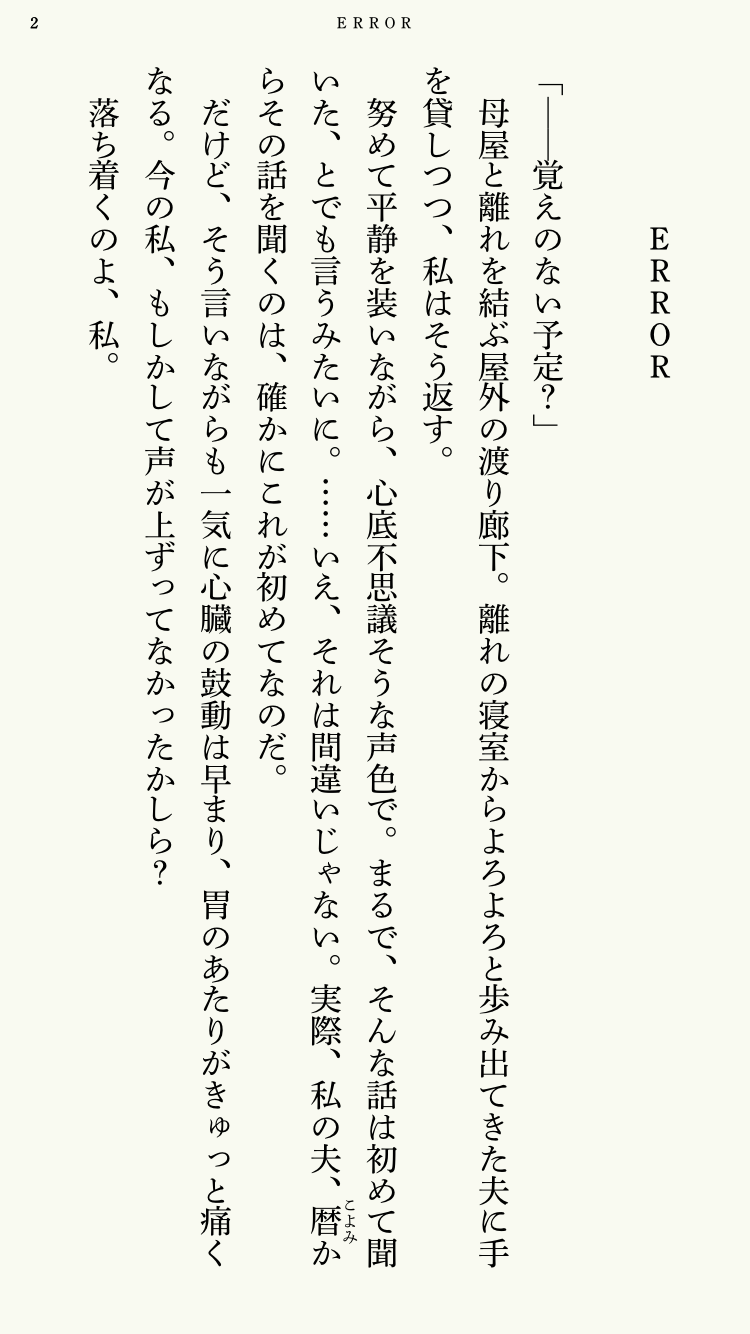 2
ERROR
ERROR
「――覚えのない予定？」
母屋と離れを結ぶ屋外の渡り廊下。離れの寝室からよろよろと歩み出てきた夫に手
を貸しつつ、私はそう返す。
努めて平静を装いながら、心底不思議そうな声色で。まるで、そんな話は初めて聞
いた、とでも言うみたいに。……いえ、それは間違いじゃない。実際、私の夫、暦か
こよみ
らその話を聞くのは、確かにこれが初めてなのだ。
だけど、そう言いながらも一気に心臓の鼓動は早まり、胃のあたりがきゅっと痛く
なる。今の私、もしかして声が上ずってなかったかしら？
落ち着くのよ、私。